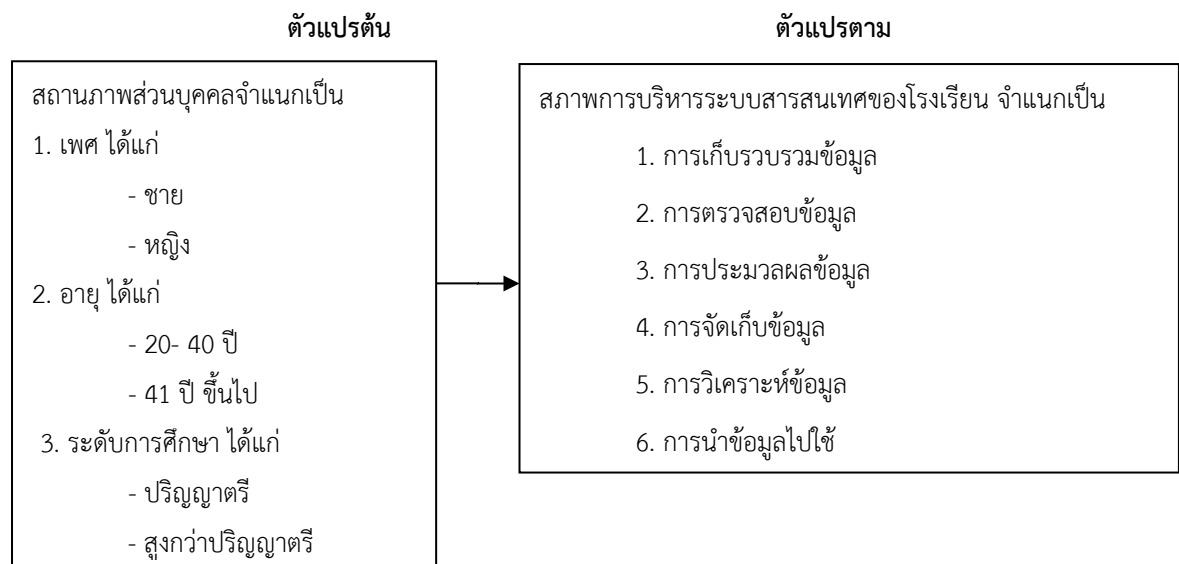 ตัวแปรต้น
ตัวแปรตาม
สถานภาพส่วนบุคคลจำแนกเป็น
1. เพศ ได้แก่
- ชาย
- หญิง
2. อายุ ได้แก่
- 20- 40 ปี
- 41 ปี ขึ้นไป
3. ระดับการศึกษา ได้แก่
- ปริญญาตรี
- สูงกว่าปริญญาตรี
สภาพการบริหารระบบสารสนเทศของโรงเรียน จำแนกเป็น
1. การเก็บรวบรวมข้อมูล
2. การตรวจสอบข้อมูล
3. การประมวลผลข้อมูล
4. การจัดเก็บข้อมูล
5. การวิเคราะห์ข้อมูล
6. การนำข้อมูลไปใช้